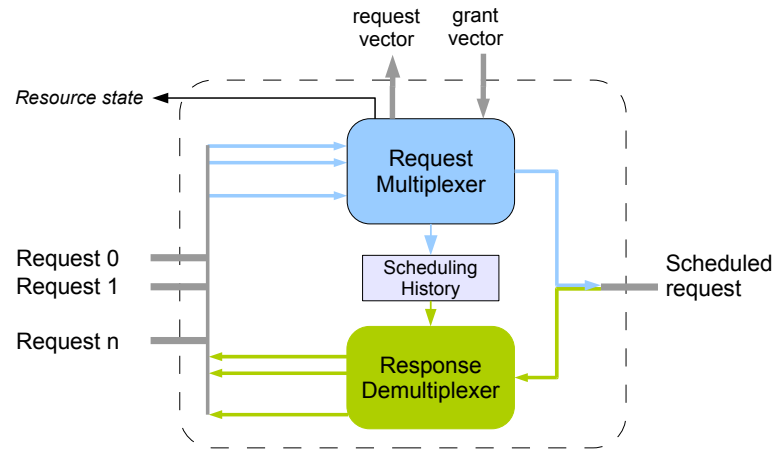 request
vector
grant
vector
Resource state
Request
Multiplexer
Request 0
Request 1
Request n
Scheduling
History
Scheduled
request
Response
Demultiplexer